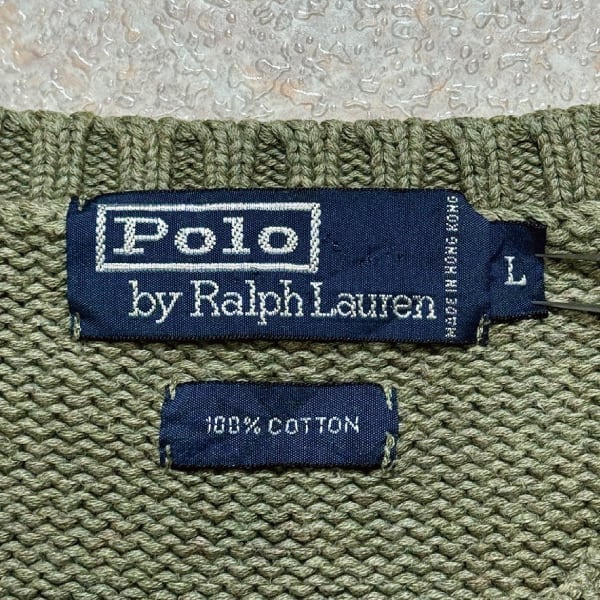 Polo
by Ralph Lauren
MADE IN HONG KONG
L
100% COTTON